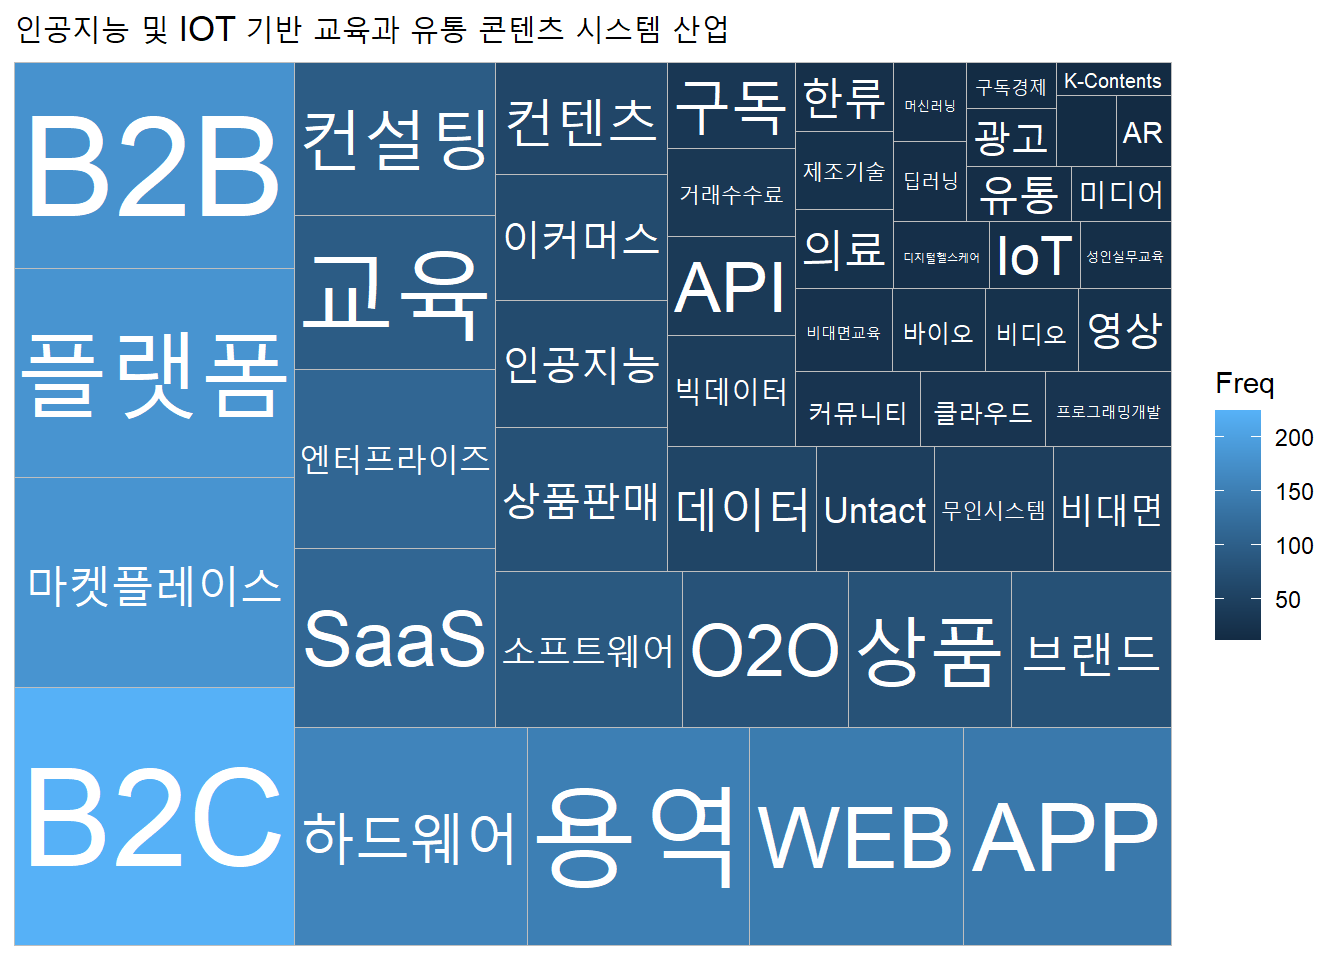 인공지능 및 IOT 기반 교육과 유통 콘텐츠 시스템 산업
B2B
플랫폼
마켓플레이스
B2C
컨설팅
교육
엔터프라이즈
SaaS
하드웨어
용역
WEB
APP
컨텐츠
이커머스
인공지능
상품판매
소프트웨어
O2O
상품
브랜드
구독
거래수수료
API
빅데이터
데이터
Untact
무인시스템
비대면
한류
제조기술
의료
비대면교육
바이오
비디오
영상
커뮤니티
클라우드
프로그래밍개발
머신러닝
딥러닝
디지털헬스케어
IoT
성인실무교육
구독경제
광고
유통
미디어
K-Contents
AR
Freq
200
150
100
50